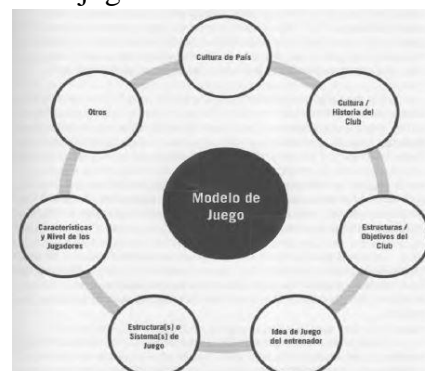 Cultura de País
Cultura /
Historia del
Club
Estructuras /
Objetivos del
Club
Idea de Juego
del entrenador
Estructura(s) o
Sistema(s) de
Juego
Características
y Nivel de los
Jugadores
Otros
Modelo de
Juego